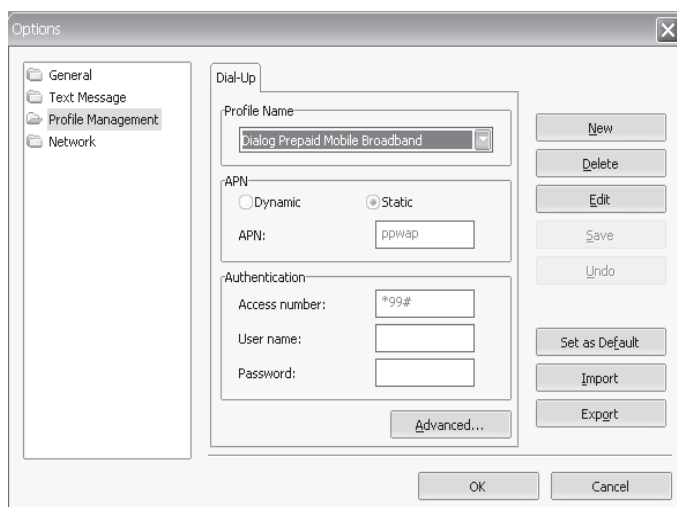 Options
General
Text Message
Profile Management
Network
Dial-Up
Profile Name
Dialog Prepaid Mobile Broadband
APN
Dynamic
Static
APN:
ppwap
Authentication
Access number:
*99#
User name:
Password:
Advanced...
New
Delete
Edit
Save
Undo
Set as Default
Import
Export
OK
Cancel